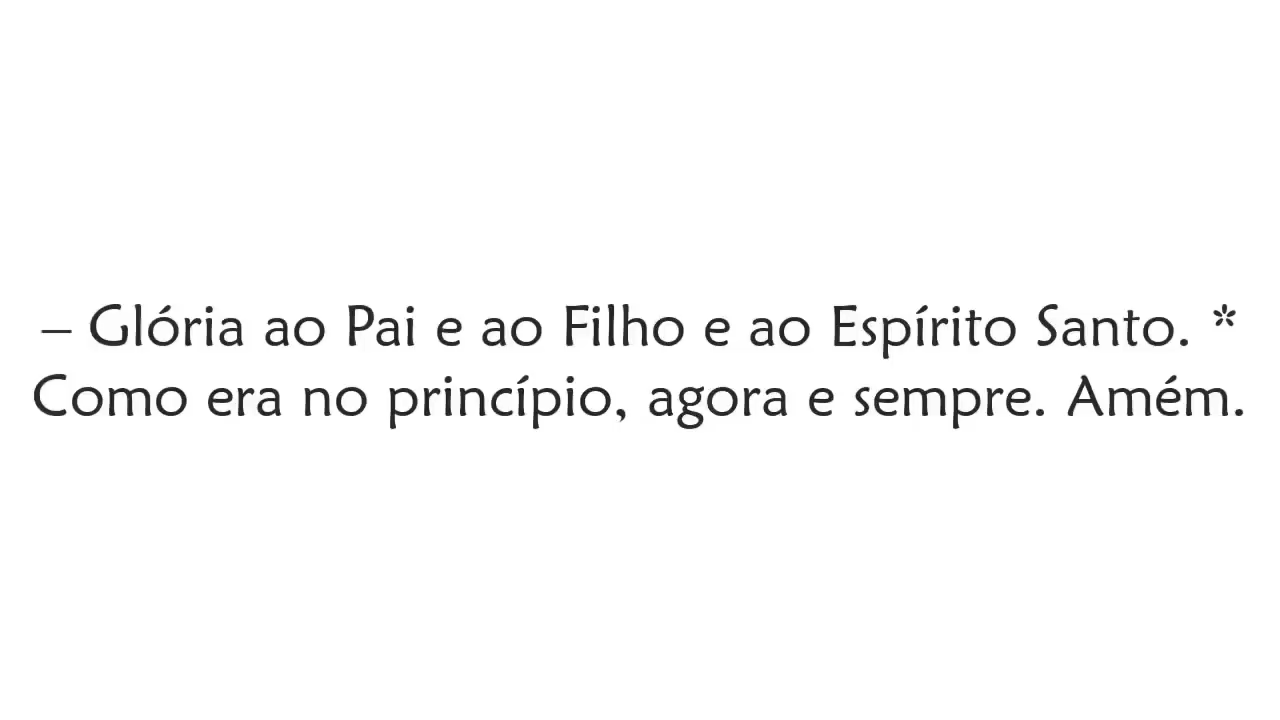 – Glória ao Pai e ao Filho e ao Espírito Santo. *
Como era no princípio, agora e sempre. Amém.